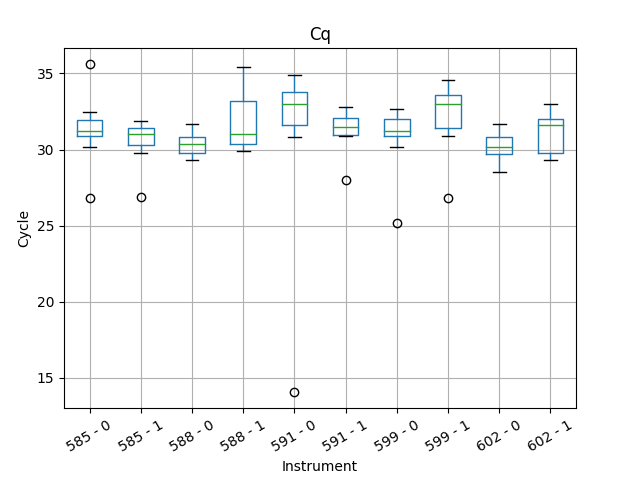 Cq
35
30
25
20
15
Cycle
585 - 0
585 - 1
588 - 0
588 - 1
591 - 0
591 - 1
599 - 0
599 - 1
602 - 0
602 - 1
Instrument